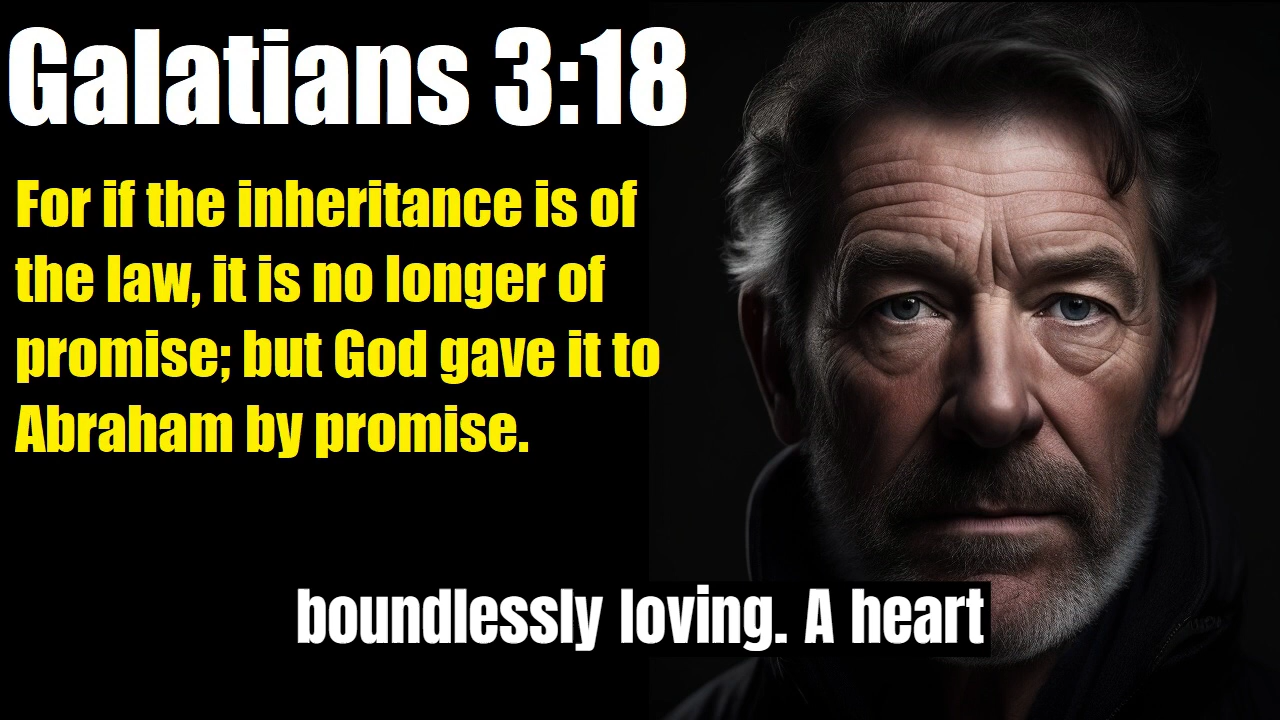 Galatians 3:18
For if the inheritance is of
the law, it is no longer of
promise; but God gave it to
Abraham by promise.
boundlessly loving. A heart